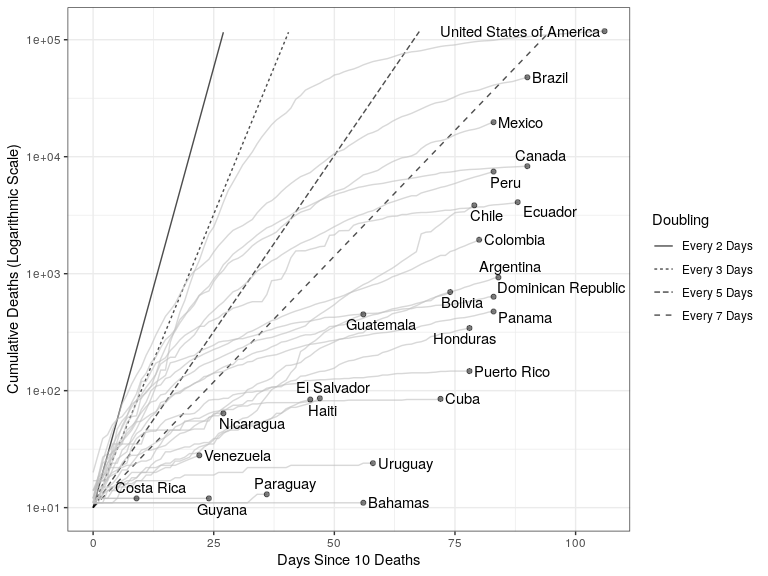 United States of America
1e+05
Brazil
Mexico
Canada
1e+04
Peru
Ecuador
Chile
Colombia
Argentina
1e+03
Dominican Republic
Bolivia
Panama
Guatemala
Honduras
Puerto Rico
El Salvador
1e+02
Cuba
Haiti
Nicaragua
Venezuela
Uruguay
Paraguay
Costa Rica
1e+01
Bahamas
Guyana
0
25
50
75
100
Days Since 10 Deaths
Cumulative Deaths (Logarithmic Scale)
Doubling
Every 2 Days
Every 3 Days
Every 5 Days
Every 7 Days